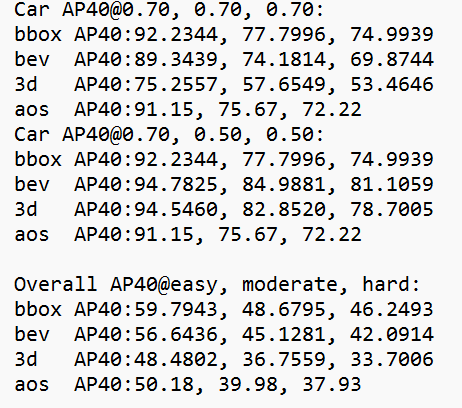 Car AP40@0.70, 0.70, 0.70:
bbox AP40:92.2344, 77.7996, 74.9939
bev  AP40:89.3439, 74.1814, 69.8744
3d   AP40:75.2557, 57.6549, 53.4646
aos  AP40:91.15, 75.67, 72.22
Car AP40@0.70, 0.50, 0.50:
bbox AP40:92.2344, 77.7996, 74.9939
bev  AP40:94.7825, 84.9881, 81.1059
3d   AP40:94.5460, 82.8520, 78.7005
aos  AP40:91.15, 75.67, 72.22

Overall AP40@easy, moderate, hard:
bbox AP40:59.7943, 48.6795, 46.2493
bev  AP40:56.6436, 45.1281, 42.0914
3d   AP40:48.4802, 36.7559, 33.7006
aos  AP40:50.18, 39.98, 37.93